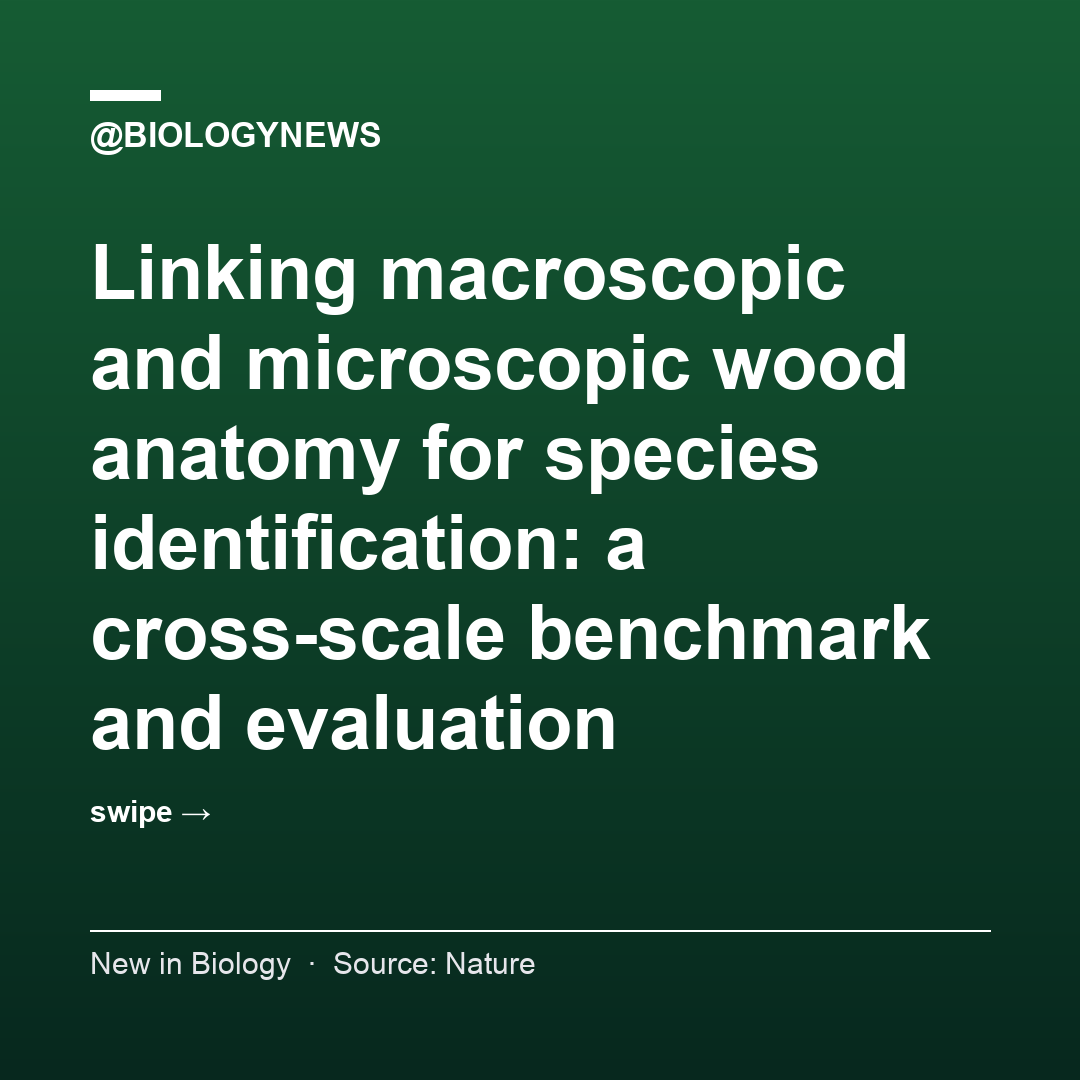 @BIOLOGYNEWS
Linking macroscopic
and microscopic wood
anatomy for species
identification: a
cross-scale benchmark
and evaluation
swipe →
New in Biology · Source: Nature